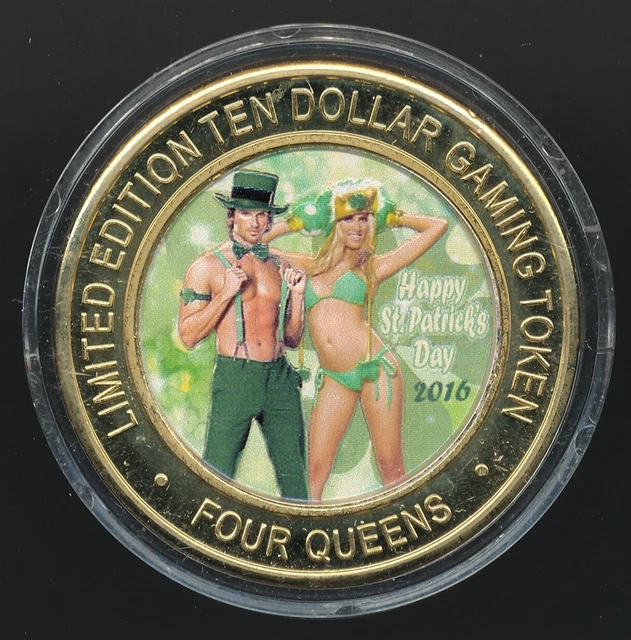 LIMITED EDITION TEN DOLLAR GAMING TOKEN
Happy
St. Patrick's
Day
2016
• FOUR QUEENS •